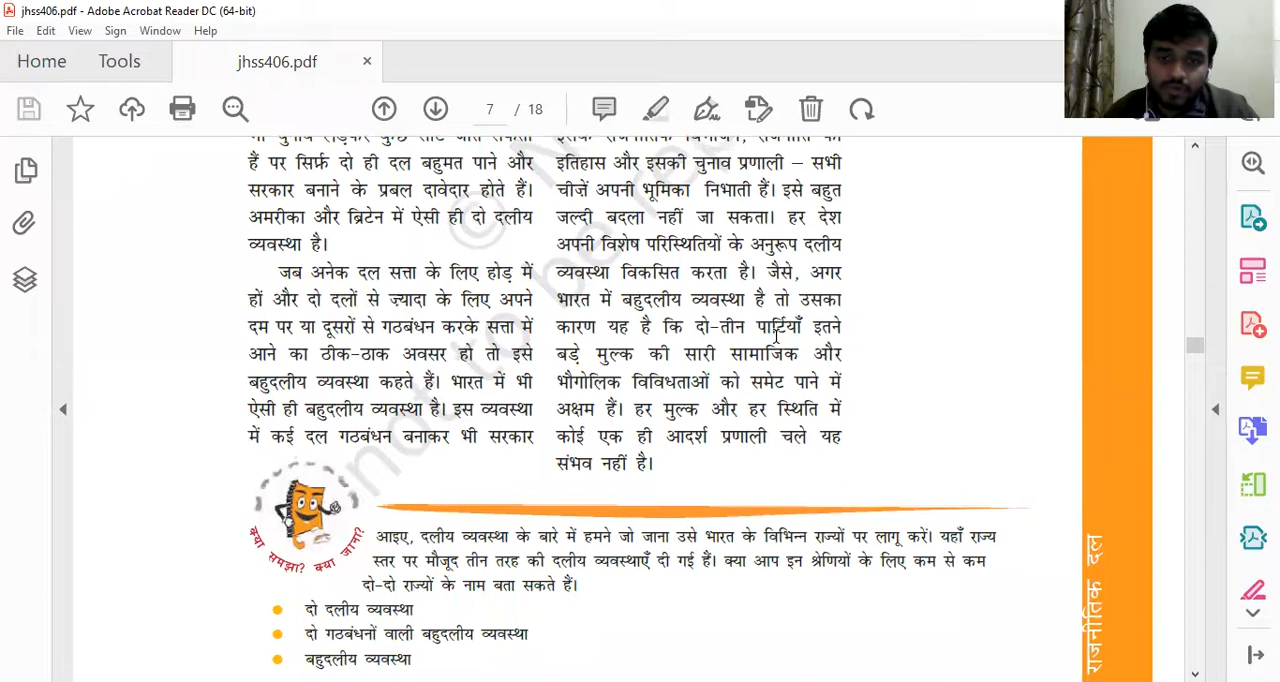 jhss406.pdf - Adobe Acrobat Reader DC (64-bit)
File Edit View Sign Window Help
Home Tools jhss406.pdf ×
7 / 18
हैं पर सिर्फ़ दो ही दल बहुमत पाने और
सरकार बनाने के प्रबल दावेदार होते हैं।
अमरीका और ब्रिटेन में ऐसी ही दो दलीय
व्यवस्था है।
जब अनेक दल सत्ता के लिए होड़ में
हों और दो दलों से ज़्यादा के लिए अपने
दम पर या दूसरों से गठबंधन करके सत्ता में
आने का ठीक-ठाक अवसर हो तो इसे
बहुदलीय व्यवस्था कहते हैं। भारत में भी
ऐसी ही बहुदलीय व्यवस्था है। इस व्यवस्था
में कई दल गठबंधन बनाकर भी सरकार
इतिहास और इसकी चुनाव प्रणाली – सभी
चीज़ें अपनी भूमिका निभाती हैं। इसे बहुत
जल्दी बदला नहीं जा सकता। हर देश
अपनी विशेष परिस्थितियों के अनुरूप दलीय
व्यवस्था विकसित करता है। जैसे, अगर
भारत में बहुदलीय व्यवस्था है तो उसका
कारण यह है कि दो-तीन पार्टियाँ इतने
बड़े मुल्क की सारी सामाजिक और
भौगोलिक विविधताओं को समेट पाने में
अक्षम हैं। हर मुल्क और हर स्थिति में
कोई एक ही आदर्श प्रणाली चले यह
संभव नहीं है।
क्या समझा? क्या जाना?
आइए, दलीय व्यवस्था के बारे में हमने जो जाना उसे भारत के विभिन्न राज्यों पर लागू करें। यहाँ राज्य
स्तर पर मौजूद तीन तरह की दलीय व्यवस्थाएँ दी गई हैं। क्या आप इन श्रेणियों के लिए कम से कम
दो-दो राज्यों के नाम बता सकते हैं।
दो दलीय व्यवस्था
दो गठबंधनों वाली बहुदलीय व्यवस्था
बहुदलीय व्यवस्था
राजनीतिक दल
© N
not to be rep